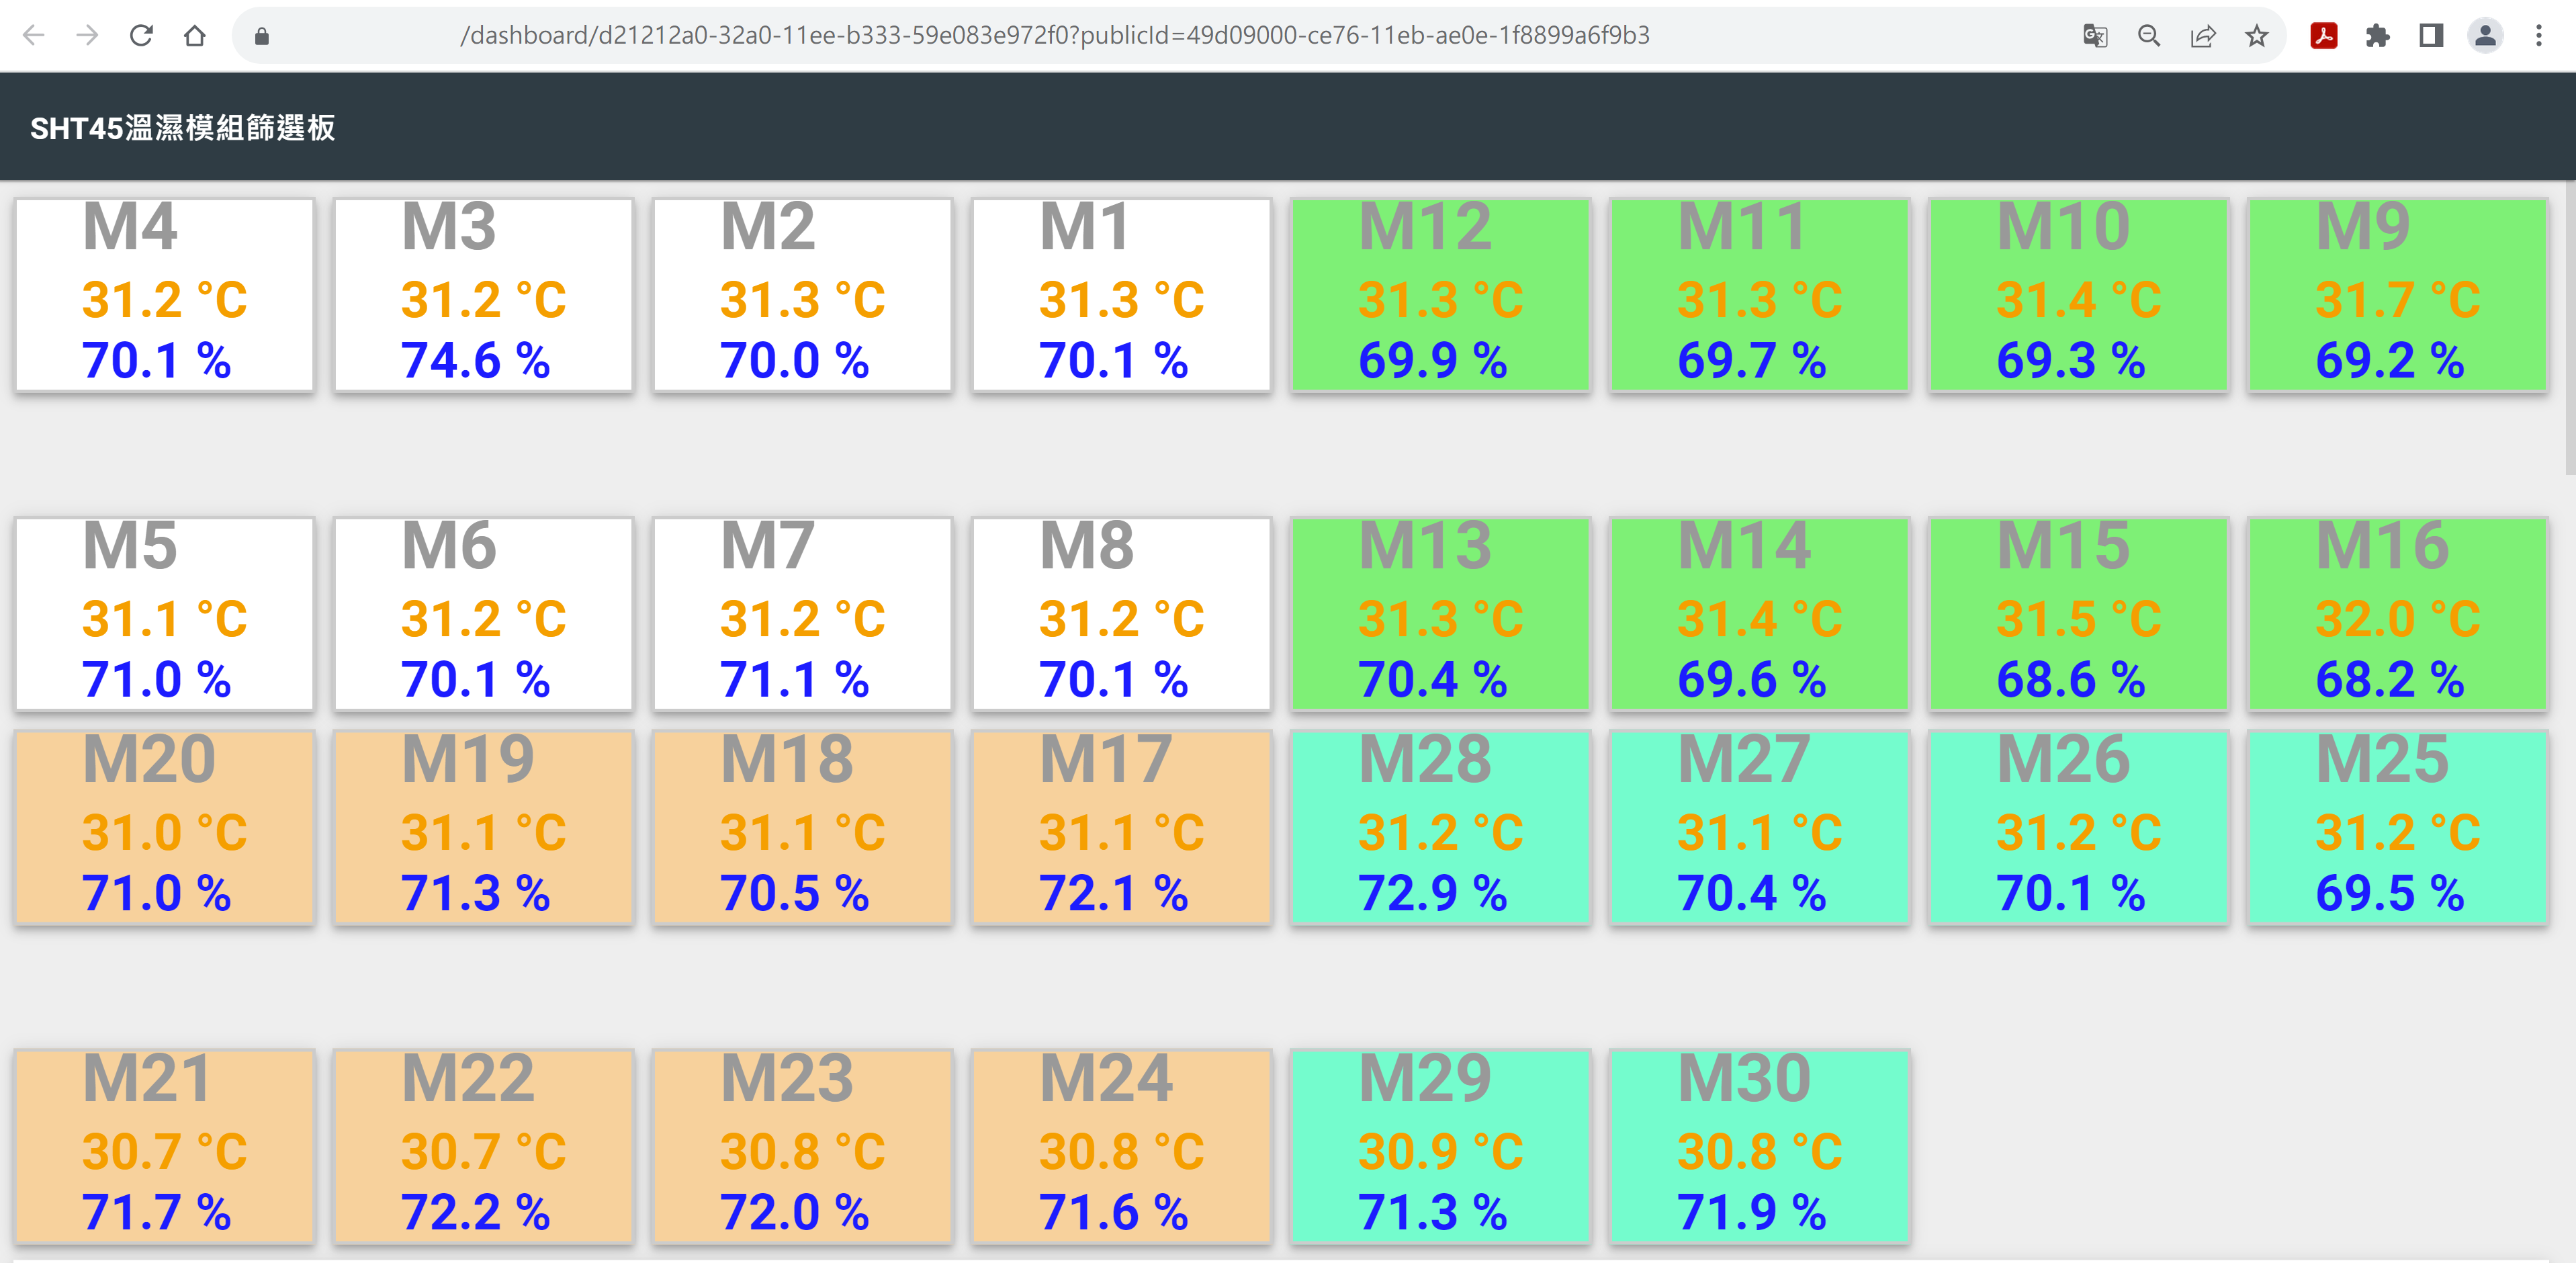 /dashboard/d21212a0-32a0-11ee-b333-59e083e972f0?publicId=49d09000-ce76-11eb-ae0e-1f8899a6f9b3
SHT45溫濕模組篩選板
M4 M3 M2 M1 M12 M11 M10 M9
31.2 °C 31.2 °C 31.3 °C 31.3 °C 31.3 °C 31.3 °C 31.4 °C 31.7 °C
70.1 % 74.6 % 70.0 % 70.1 % 69.9 % 69.7 % 69.3 % 69.2 %
M5 M6 M7 M8 M13 M14 M15 M16
31.1 °C 31.2 °C 31.2 °C 31.2 °C 31.3 °C 31.4 °C 31.5 °C 32.0 °C
71.0 % 70.1 % 71.1 % 70.1 % 70.4 % 69.6 % 68.6 % 68.2 %
M20 M19 M18 M17 M28 M27 M26 M25
31.0 °C 31.1 °C 31.1 °C 31.1 °C 31.2 °C 31.1 °C 31.2 °C 31.2 °C
71.0 % 71.3 % 70.5 % 72.1 % 72.9 % 70.4 % 70.1 % 69.5 %
M21 M22 M23 M24 M29 M30
30.7 °C 30.7 °C 30.8 °C 30.8 °C 30.9 °C 30.8 °C
71.7 % 72.2 % 72.0 % 71.6 % 71.3 % 71.9 %